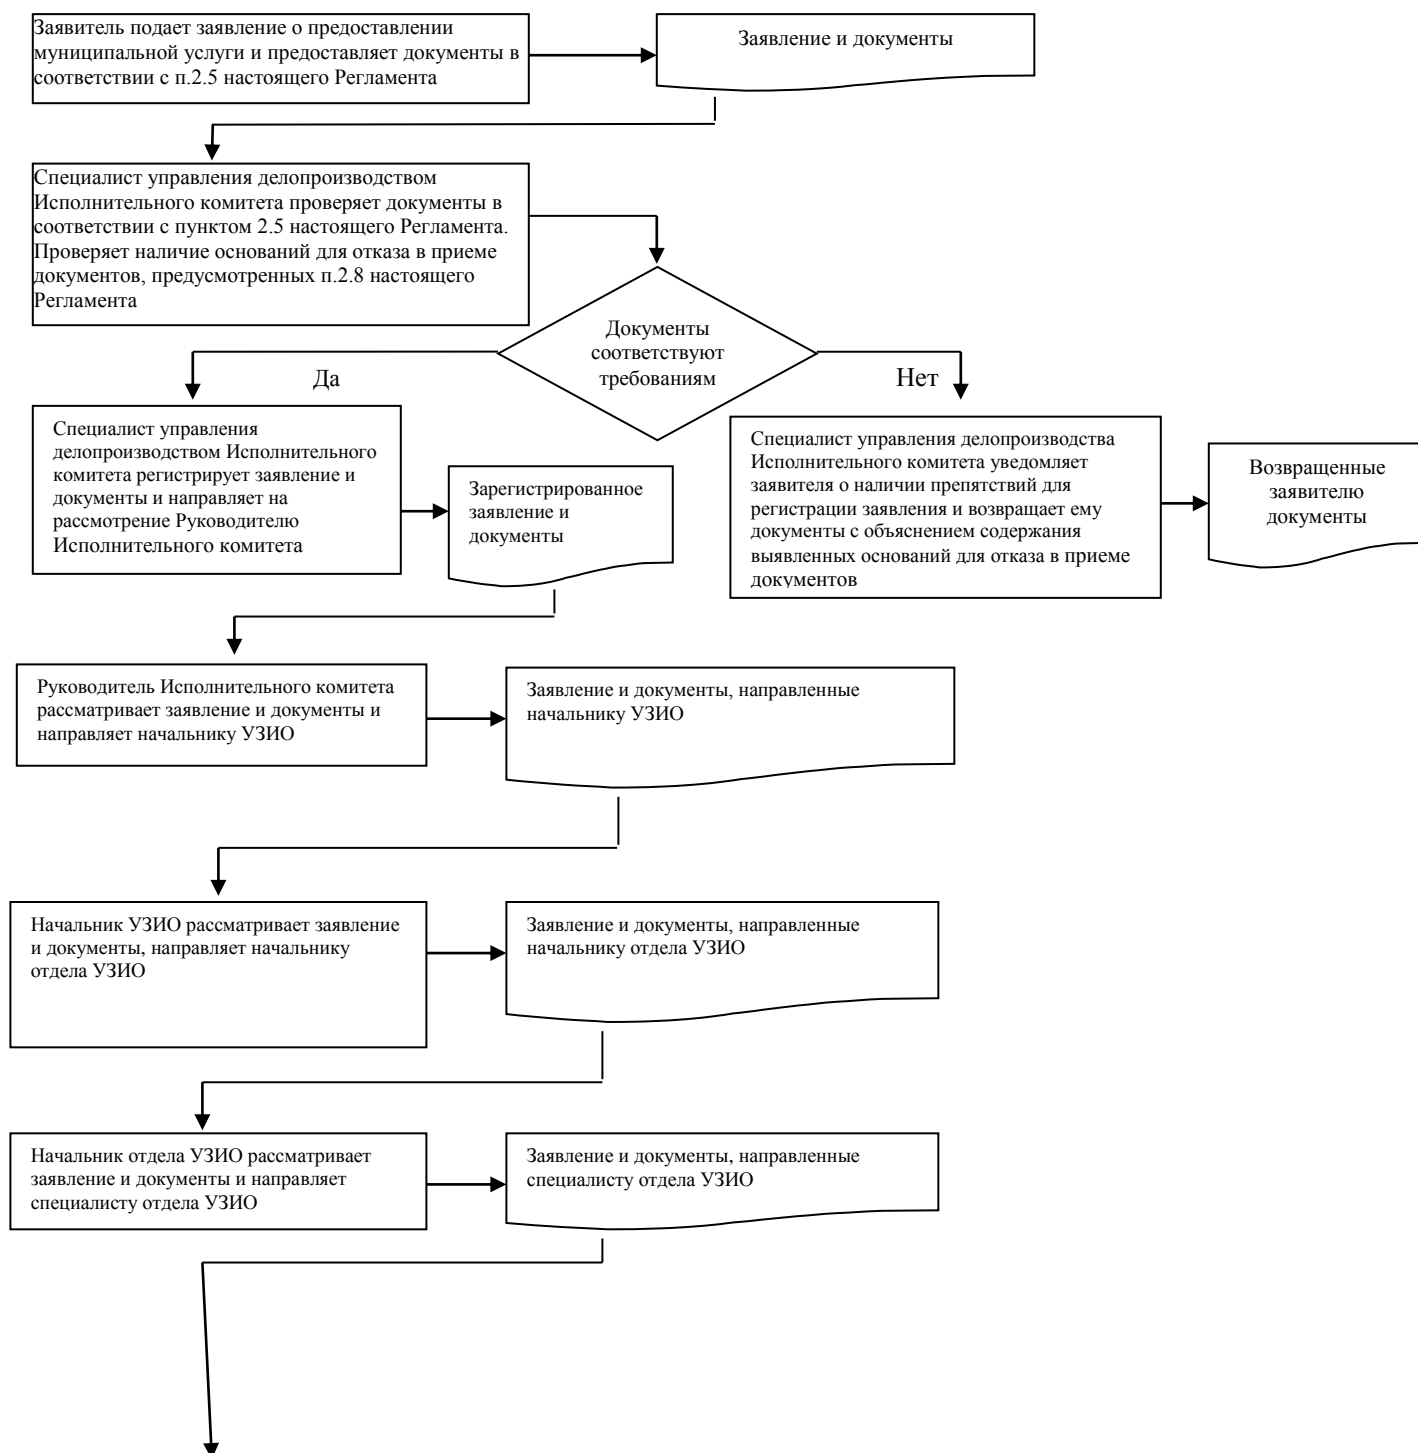 Заявитель подает заявление о предоставлении
муниципальной услуги и предоставляет документы в
соответствии с п.2.5 настоящего Регламента
Заявление и документы
Специалист управления делопроизводством
Исполнительного комитета проверяет документы в
соответствии с пунктом 2.5 настоящего Регламента.
Проверяет наличие оснований для отказа в приеме
документов, предусмотренных п.2.8 настоящего
Регламента
Документы
соответствуют
требованиям
Да
Нет
Специалист управления
делопроизводством Исполнительного
комитета регистрирует заявление и
документы и направляет на
рассмотрение Руководителю
Исполнительного комитета
Зарегистрированное
заявление и
документы
Специалист управления делопроизводства
Исполнительного комитета уведомляет
заявителя о наличии препятствий для
регистрации заявления и возвращает ему
документы с объяснением содержания
выявленных оснований для отказа в приеме
документов
Возвращенные
заявителю
документы
Руководитель Исполнительного комитета
рассматривает заявление и документы и
направляет начальнику УЗИО
Заявление и документы, направленные
начальнику УЗИО
Начальник УЗИО рассматривает заявление
и документы, направляет начальнику
отдела УЗИО
Заявление и документы, направленные
начальнику отдела УЗИО
Начальник отдела УЗИО рассматривает
заявление и документы и направляет
специалисту отдела УЗИО
Заявление и документы, направленные
специалисту отдела УЗИО